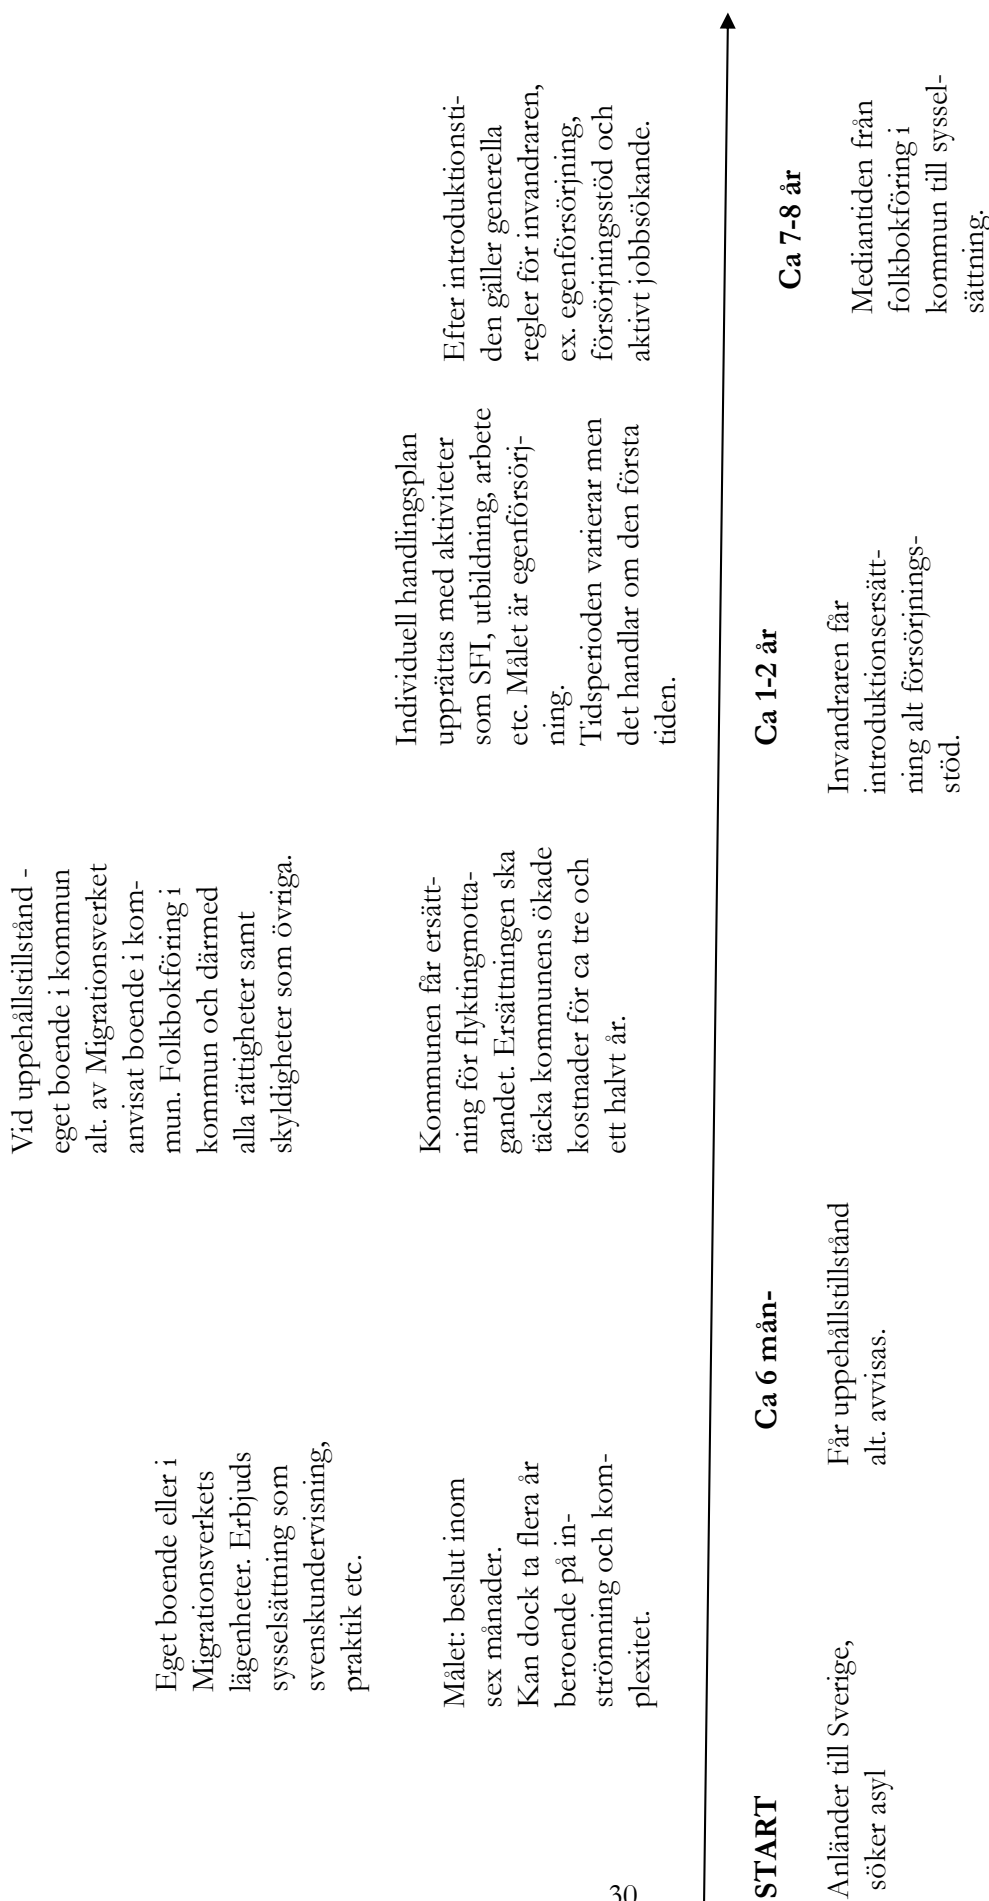 Vid uppehållstillstånd -
eget boende i kommun
alt. av Migrationsverket
anvisat boende i kom-
mun. Folkbokföring i
kommun och därmed
alla rättigheter samt
skyldigheter som övriga.
Eget boende eller i
Migrationsverkets
lägenheter. Erbjuds
sysselsättning som
svenskundervisning,
praktik etc.
Målet: beslut inom
sex månader.
Kan dock ta flera år
beroende på in-
strömning och kom-
plexitet.
Kommunen får ersätt-
ning för flyktingmotta-
gandet. Ersättningen ska
täcka kommunens ökade
kostnader för ca tre och
ett halvt år.
Individuell handlingsplan
upprättas med aktiviteter
som SFI, utbildning, arbete
etc. Målet är egenförsörj-
ning.
Tidsperioden varierar men
det handlar om den första
tiden.
Efter introduktionsti-
den gäller generella
regler för invandraren,
ex. egenförsörjning,
försörjningsstöd och
aktivt jobbsökande.
START
Anländer till Sverige,
söker asyl
Ca 6 mån-
Får uppehållstillstånd
alt. avvisas.
Ca 1-2 år
Invandraren får
introduktionsersätt-
ning alt försörjnings-
stöd.
Ca 7-8 år
Mediantiden från
folkbokföring i
kommun till syssel-
sättning.
30